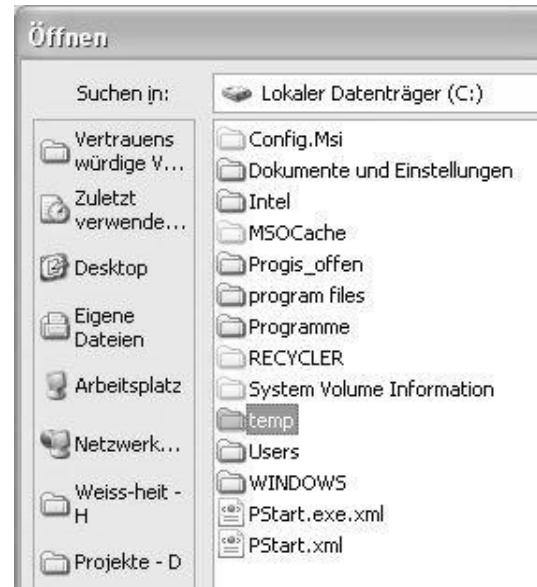 Öffnen
Suchen in:
Lokaler Datenträger (C:)
Vertrauens
würdige V...
Zuletzt
verwende...
Desktop
Eigene
Dateien
Arbeitsplatz
Netzwerk...
Weiss-heit -
H
Projekte - D
Config.Msi
Dokumente und Einstellungen
Intel
MSOCache
Progis_offen
program files
Programme
RECYCLER
System Volume Information
temp
Users
WINDOWS
PStart.exe.xml
PStart.xml